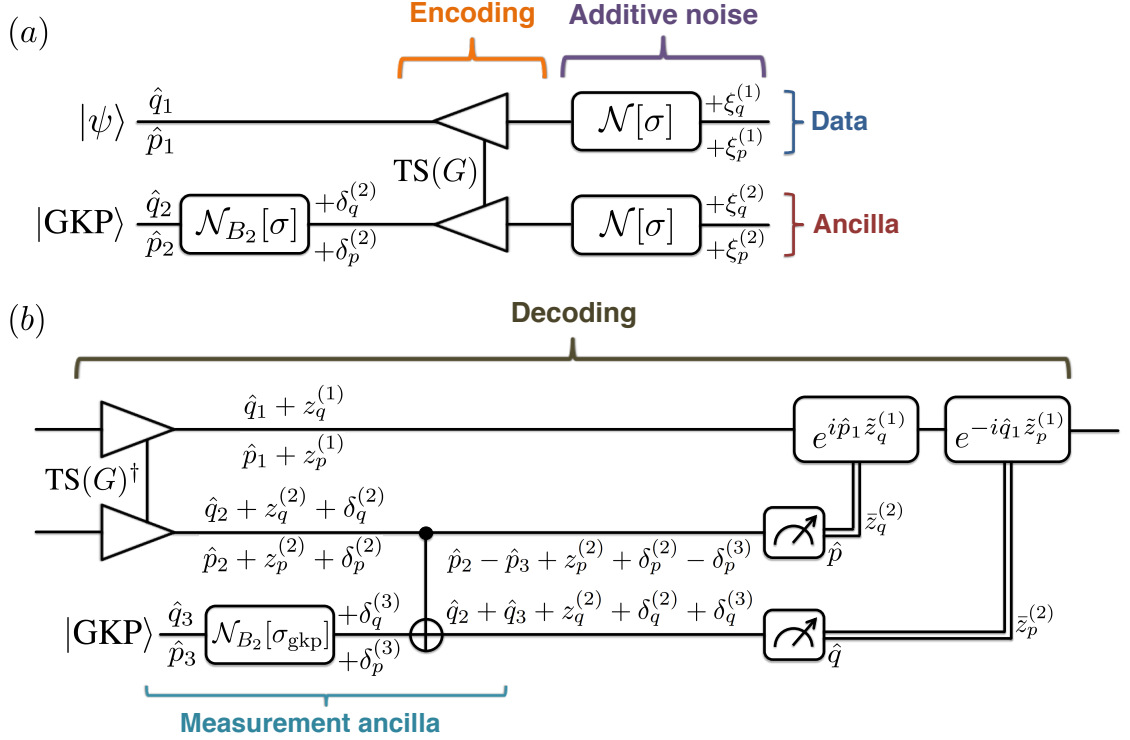 (a)
Encoding
Additive noise
|ψ⟩ q̂₁ p̂₁
TS(G)
𝒩[σ] +ξ_q^{(1)} +ξ_p^{(1)}
Data
|GKP⟩ q̂₂ p̂₂ 𝒩_{B₂}[σ] +δ_q^{(2)} +δ_p^{(2)}
𝒩[σ] +ξ_q^{(2)} +ξ_p^{(2)}
Ancilla
(b)
Decoding
TS(G)†
q̂₁ + z_q^{(1)}
p̂₁ + z_p^{(1)}
e^{ip̂₁z̃_q^{(1)}}
e^{-iq̂₁z̃_p^{(1)}}
q̂₂ + z_q^{(2)} + δ_q^{(2)}
p̂₂ + z_p^{(2)} + δ_p^{(2)}
p̂₂ − p̂₃ + z_p^{(2)} + δ_p^{(2)} − δ_p^{(3)}
p̂
z̄_q^{(2)}
|GKP⟩ q̂₃ p̂₃ 𝒩_{B₂}[σ_gkp] +δ_q^{(3)} +δ_p^{(3)}
q̂₂ + q̂₃ + z_q^{(2)} + δ_q^{(2)} + δ_q^{(3)}
q̂
z̄_p^{(2)}
Measurement ancilla